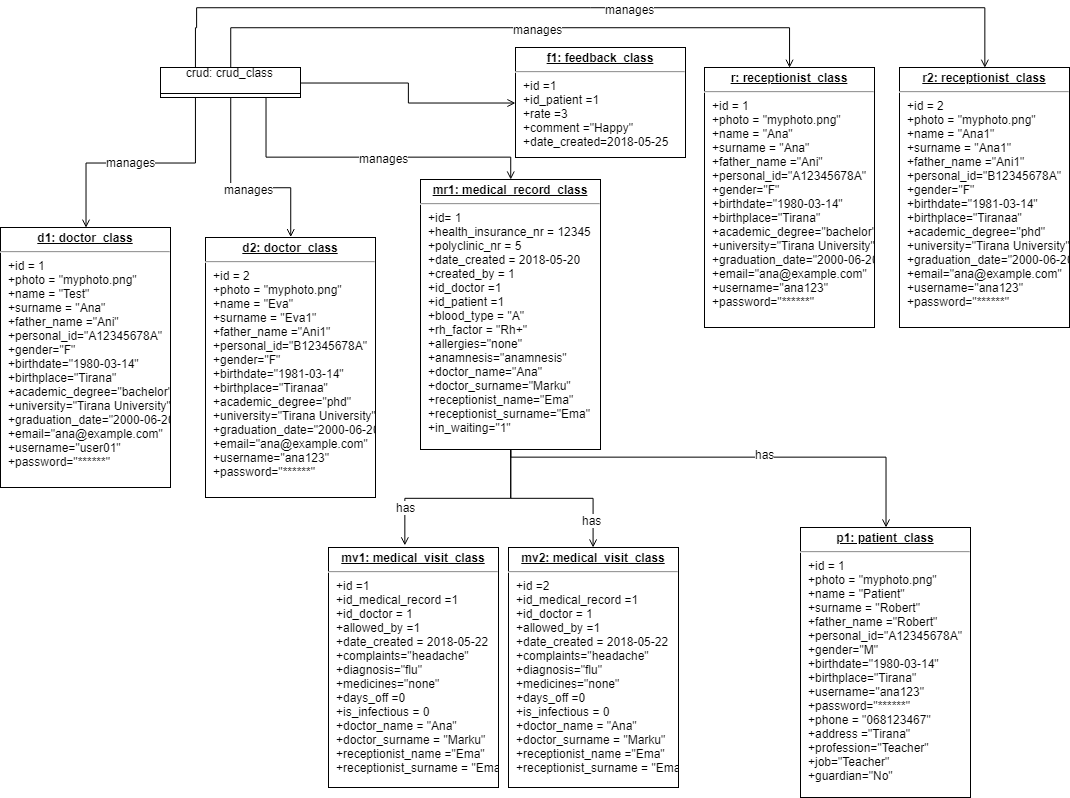 manages
manages
crud: crud_class
f1: feedback_class
+id =1
+id_patient =1
+rate =3
+comment ="Happy"
+date_created=2018-05-25
r: receptionist_class
+id = 1
+photo = "myphoto.png"
+name = "Ana"
+surname = "Ana"
+father_name ="Ani"
+personal_id="A12345678A"
+gender="F"
+birthdate="1980-03-14"
+birthplace="Tirana"
+academic_degree="bachelor"
+university="Tirana University"
+graduation_date="2000-06-20
+email="ana@example.com"
+username="ana123"
+password="******"
r2: receptionist_class
+id = 2
+photo = "myphoto.png"
+name = "Ana1"
+surname = "Ana1"
+father_name ="Ani1"
+personal_id="B12345678A"
+gender="F"
+birthdate="1981-03-14"
+birthplace="Tiranaa"
+academic_degree="phd"
+university="Tirana University"
+graduation_date="2000-06-20
+email="ana@example.com"
+username="ana123"
+password="******"
manages
manages
manages
d1: doctor_class
+id = 1
+photo = "myphoto.png"
+name = "Test"
+surname = "Ana"
+father_name ="Ani"
+personal_id="A12345678A"
+gender="F"
+birthdate="1980-03-14"
+birthplace="Tirana"
+academic_degree="bachelor"
+university="Tirana University"
+graduation_date="2000-06-20
+email="ana@example.com"
+username="user01"
+password="******"
d2: doctor_class
+id = 2
+photo = "myphoto.png"
+name = "Eva"
+surname = "Eva1"
+father_name ="Ani1"
+personal_id="B12345678A"
+gender="F"
+birthdate="1981-03-14"
+birthplace="Tiranaa"
+academic_degree="phd"
+university="Tirana University"
+graduation_date="2000-06-20
+email="ana@example.com"
+username="ana123"
+password="******"
mr1: medical_record_class
+id= 1
+health_insurance_nr = 12345
+polyclinic_nr = 5
+date_created = 2018-05-20
+created_by = 1
+id_doctor =1
+id_patient =1
+blood_type = "A"
+rh_factor = "Rh+"
+allergies="none"
+anamnesis="anamnesis"
+doctor_name="Ana"
+doctor_surname="Marku"
+receptionist_name="Ema"
+receptionist_surname="Ema"
+in_waiting="1"
has
has
has
mv1: medical_visit_class
+id =1
+id_medical_record =1
+id_doctor = 1
+allowed_by =1
+date_created = 2018-05-22
+complaints="headache"
+diagnosis="flu"
+medicines="none"
+days_off =0
+is_infectious = 0
+doctor_name = "Ana"
+doctor_surname = "Marku"
+receptionist_name = "Ema"
+receptionist_surname = "Ema
mv2: medical_visit_class
+id =2
+id_medical_record =1
+id_doctor = 1
+allowed_by =1
+date_created = 2018-05-22
+complaints="headache"
+diagnosis="flu"
+medicines="none"
+days_off =0
+is_infectious = 0
+doctor_name = "Ana"
+doctor_surname = "Marku"
+receptionist_name = "Ema"
+receptionist_surname = "Ema
p1: patient_class
+id = 1
+photo = "myphoto.png"
+name = "Patient"
+surname = "Robert"
+father_name ="Robert"
+personal_id="A12345678A"
+gender="M"
+birthdate="1980-03-14"
+birthplace="Tirana"
+username="ana123"
+password="******"
+phone = "068123467"
+address ="Tirana"
+profession="Teacher"
+job="Teacher"
+guardian="No"